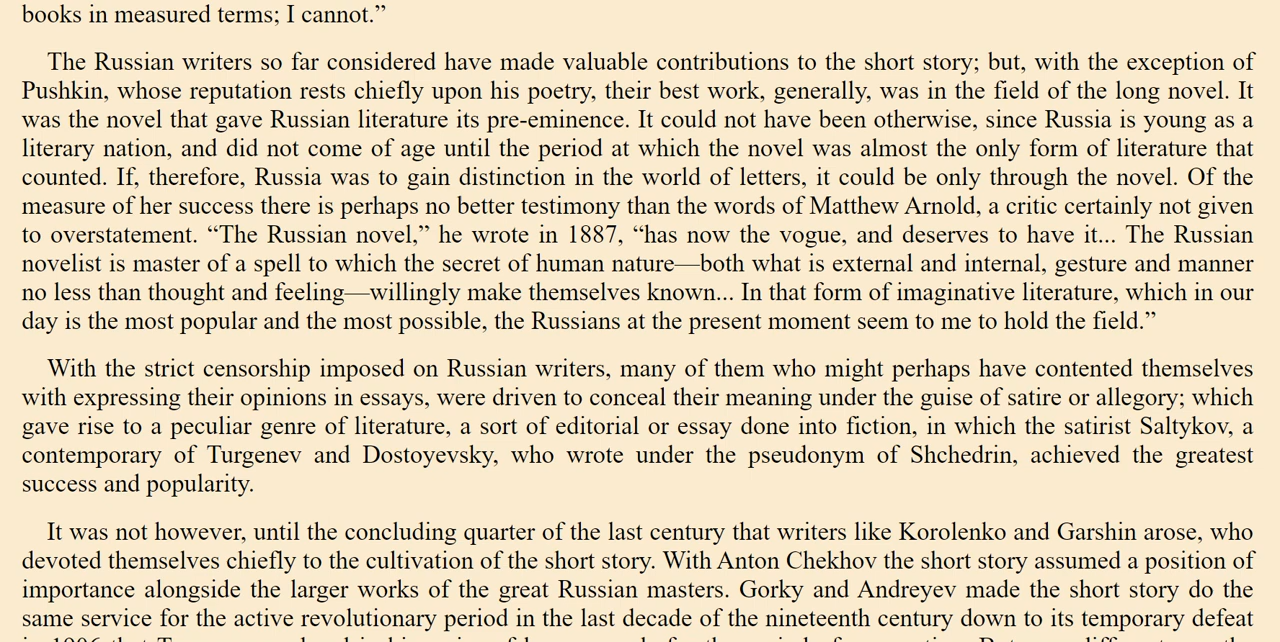 books in measured terms; I cannot.”
The Russian writers so far considered have made valuable contributions to the short story; but, with the exception of
Pushkin, whose reputation rests chiefly upon his poetry, their best work, generally, was in the field of the long novel. It
was the novel that gave Russian literature its pre-eminence. It could not have been otherwise, since Russia is young as a
literary nation, and did not come of age until the period at which the novel was almost the only form of literature that
counted. If, therefore, Russia was to gain distinction in the world of letters, it could be only through the novel. Of the
measure of her success there is perhaps no better testimony than the words of Matthew Arnold, a critic certainly not given
to overstatement. “The Russian novel,” he wrote in 1887, “has now the vogue, and deserves to have it... The Russian
novelist is master of a spell to which the secret of human nature—both what is external and internal, gesture and manner
no less than thought and feeling—willingly make themselves known... In that form of imaginative literature, which in our
day is the most popular and the most possible, the Russians at the present moment seem to me to hold the field.”
With the strict censorship imposed on Russian writers, many of them who might perhaps have contented themselves
with expressing their opinions in essays, were driven to conceal their meaning under the guise of satire or allegory; which
gave rise to a peculiar genre of literature, a sort of editorial or essay done into fiction, in which the satirist Saltykov, a
contemporary of Turgenev and Dostoyevsky, who wrote under the pseudonym of Shchedrin, achieved the greatest
success and popularity.
It was not however, until the concluding quarter of the last century that writers like Korolenko and Garshin arose, who
devoted themselves chiefly to the cultivation of the short story. With Anton Chekhov the short story assumed a position of
importance alongside the larger works of the great Russian masters. Gorky and Andreyev made the short story do the
same service for the active revolutionary period in the last decade of the nineteenth century down to its temporary defeat